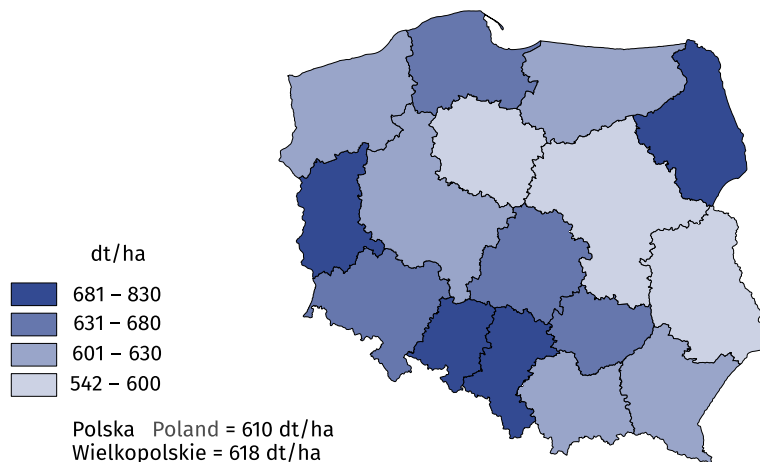 dt/ha
681 – 830
631 – 680
601 – 630
542 – 600
Polska Poland = 610 dt/ha
Wielkopolskie = 618 dt/ha